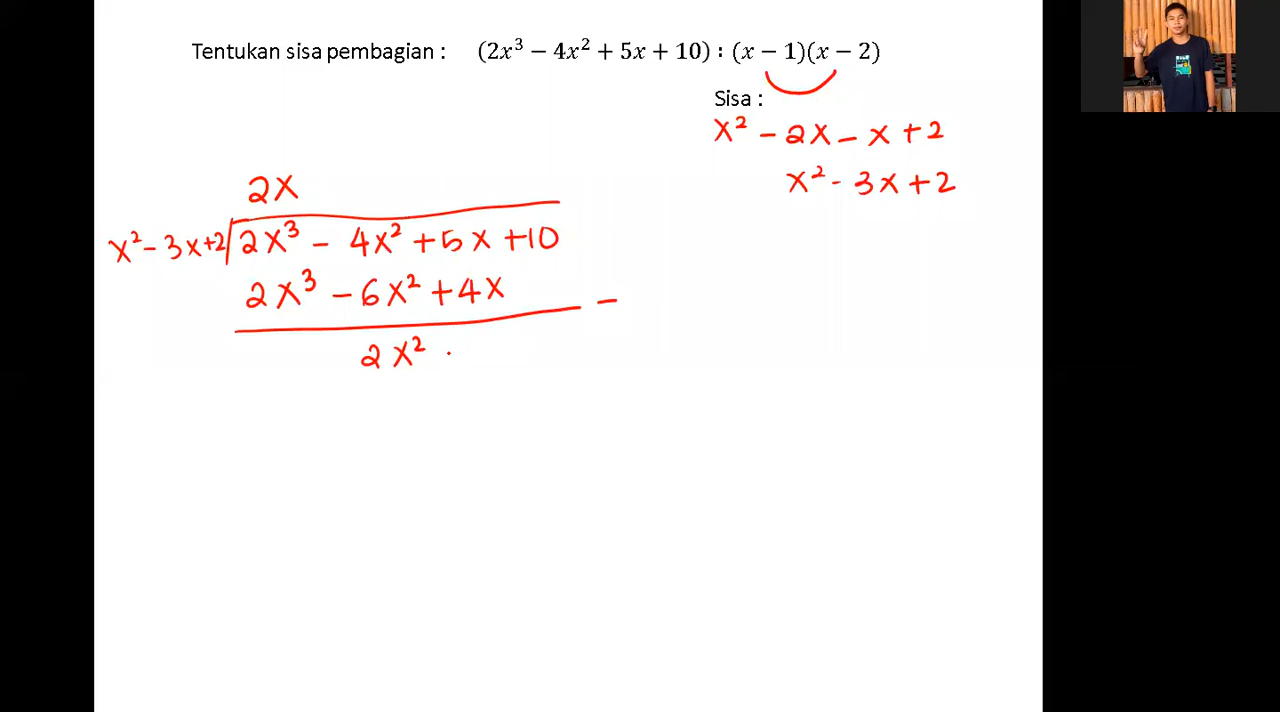 Tentukan sisa pembagian : (2x³ − 4x² + 5x + 10) : (x − 1)(x − 2)
Sisa :
x² - 2x - x + 2
x² - 3x + 2
2x
x² - 3x + 2 2x³ - 4x² + 5x + 10
2x³ - 6x² + 4x -
2x²